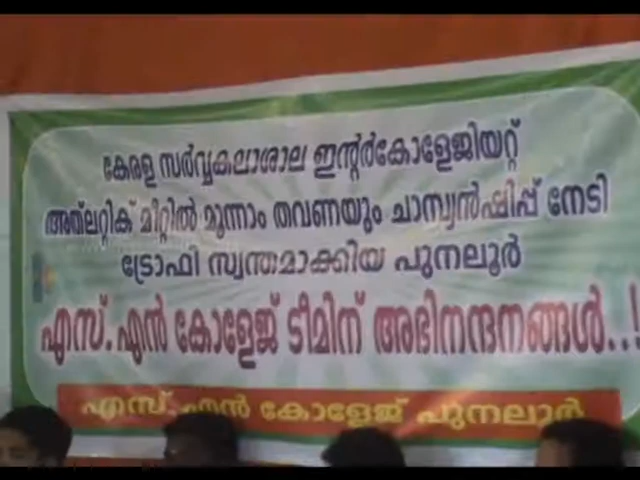 കേരള സർവ്വകലാശാല ഇന്റർകോളേജിയറ്റ്
അത്‌ലറ്റിക് മീറ്റിൽ മൂന്നാം തവണയും ചാമ്പ്യൻഷിപ്പ് നേടി
ട്രോഫി സ്വന്തമാക്കിയ പുനലൂർ
എസ്.എൻ കോളേജ് ടീമിന് അഭിനന്ദനങ്ങൾ..!
എസ്.എൻ കോളേജ് പുനലൂർ